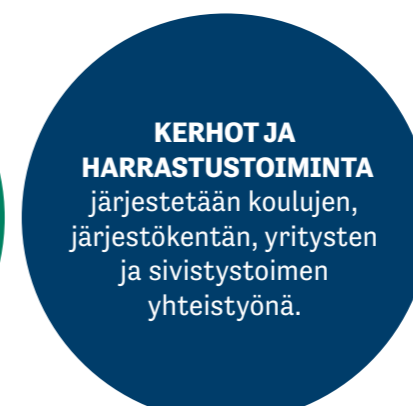 KERHOT JA
HARRASTUSTOIMINTA
järjestetään koulujen,
järjestökentän, yritysten
ja sivistystoimen
yhteistyönä.